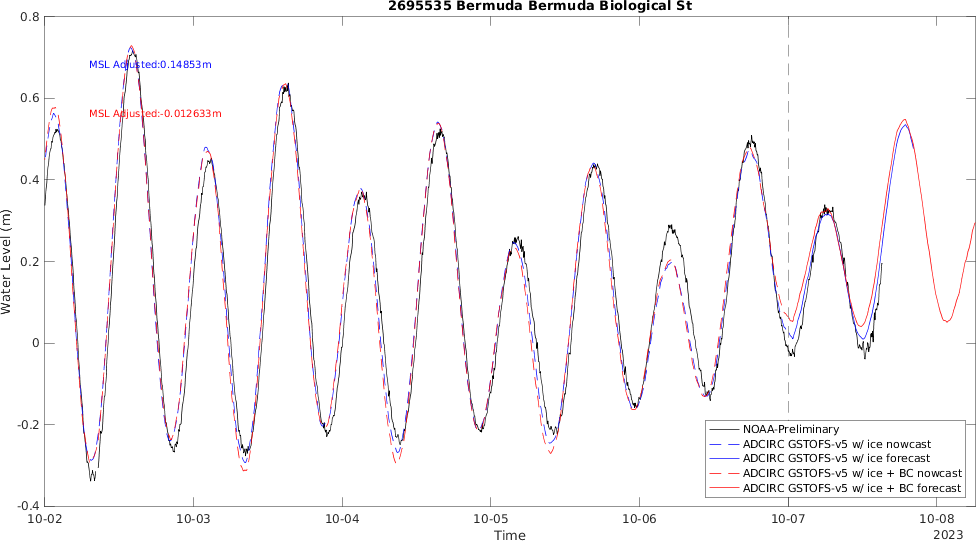 2695535 Bermuda Bermuda Biological St
0.8
MSL Adjusted:0.14853m
0.6
MSL Adjusted:-0.012633m
0.4
0.2
Water Level (m)
0
-0.2
NOAA-Preliminary
ADCIRC GSTOFS-v5 w/ ice nowcast
ADCIRC GSTOFS-v5 w/ ice forecast
ADCIRC GSTOFS-v5 w/ ice + BC nowcast
ADCIRC GSTOFS-v5 w/ ice + BC forecast
-0.4
10-02 10-03 10-04 10-05 10-06 10-07 10-08
Time 2023